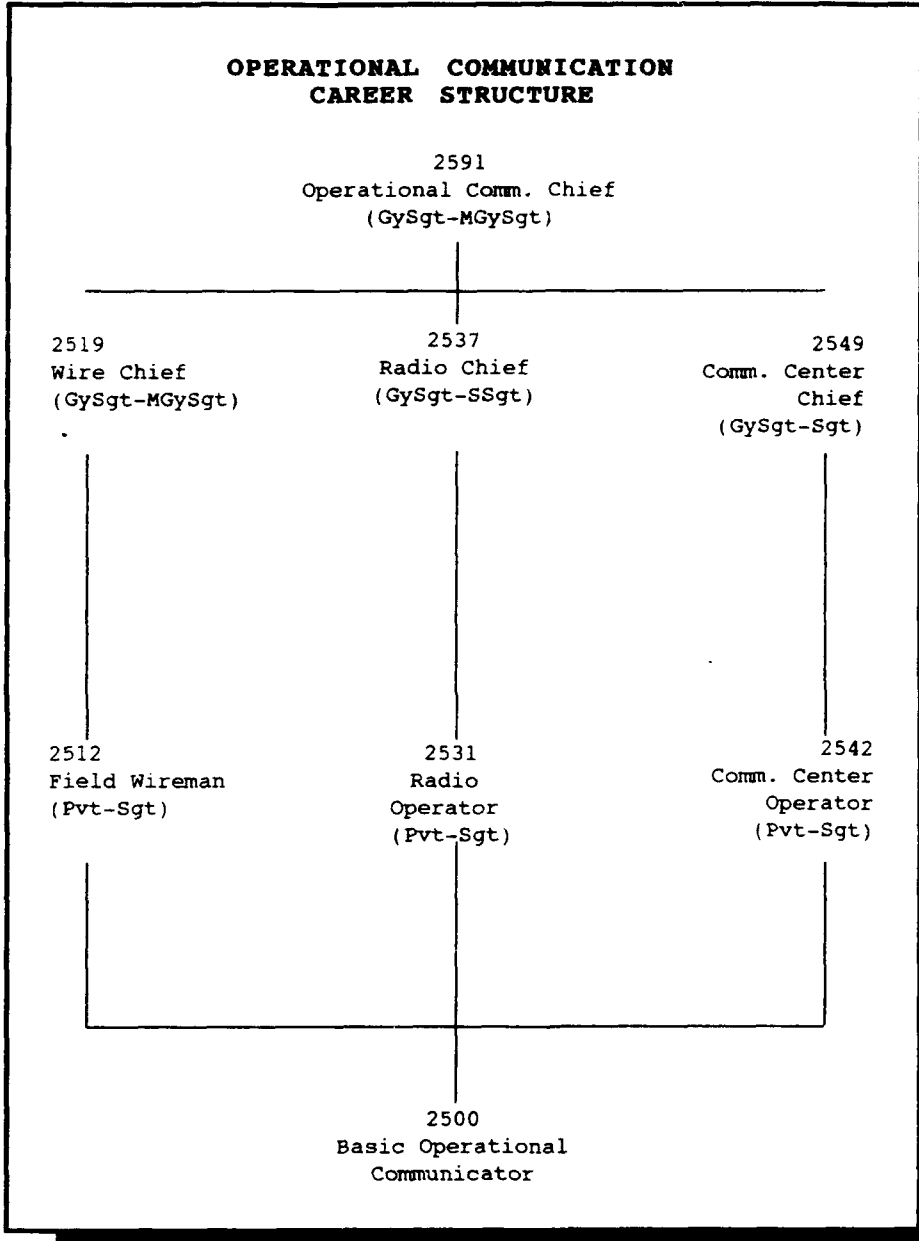 OPERATIONAL COMMUNICATION
CAREER STRUCTURE
2591
Operational Comm. Chief
(GySgt-MGySgt)
2519
Wire Chief
(GySgt-MGySgt)
2537
Radio Chief
(GySgt-SSgt)
2549
Comm. Center
Chief
(GySgt-Sgt)
2512
Field Wireman
(Pvt-Sgt)
2531
Radio
Operator
(Pvt-Sgt)
2542
Comm. Center
Operator
(Pvt-Sgt)
2500
Basic Operational
Communicator